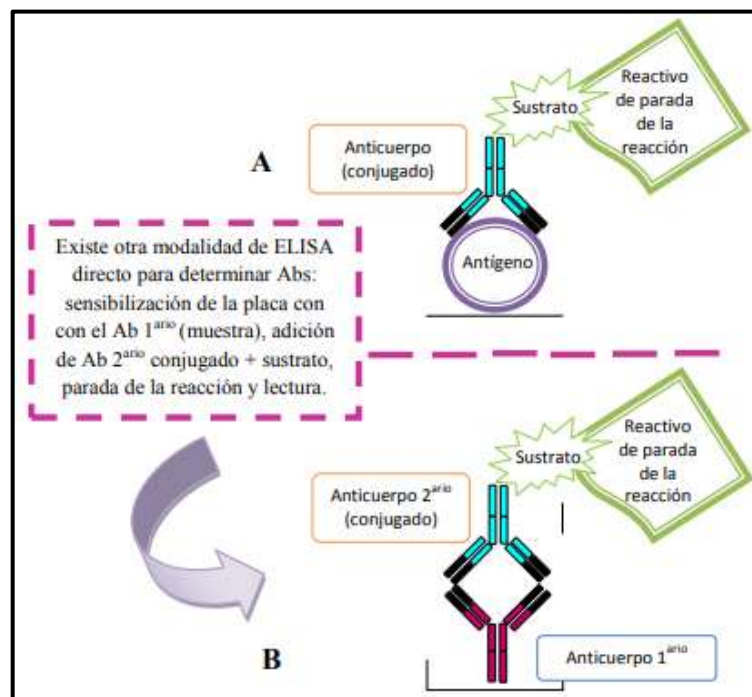 A
Anticuerpo
(conjugado)
Sustrato
Reactivo
de parada
de la
reacción
Antígeno
Existe otra modalidad de ELISA
directo para determinar Abs:
sensibilización de la placa con
con el Ab 1ario (muestra), adición
de Ab 2ario conjugado + sustrato,
parada de la reacción y lectura.
Anticuerpo 2ario
(conjugado)
Sustrato
Reactivo
de parada
de la
reacción
B
Anticuerpo 1ario